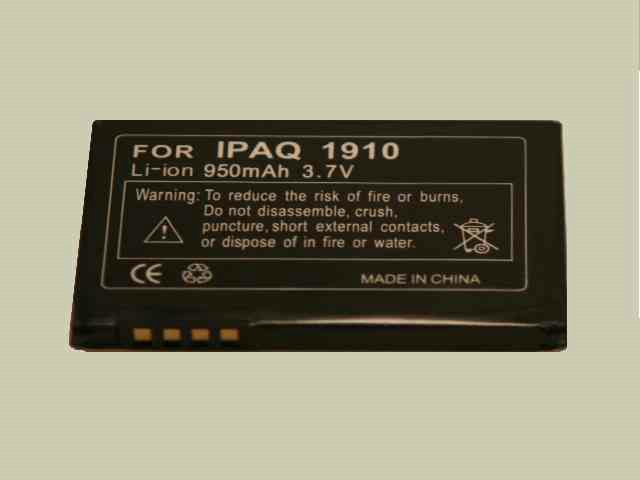 FOR IPAQ 1910
Li-ion 950mAh 3.7V
Warning: To reduce the risk of fire or burns,
Do not disassemble, crush,
puncture, short external contacts,
or dispose of in fire or water.
CE
MADE IN CHINA